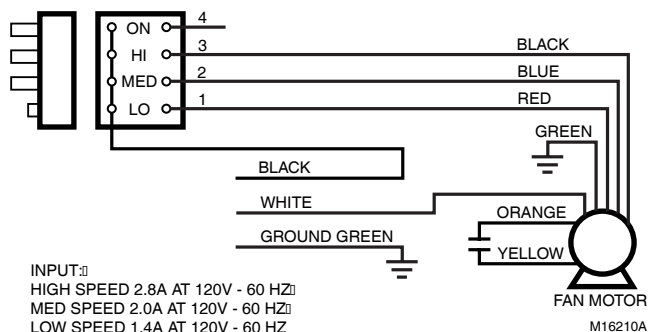 ON 4
HI 3 BLACK
MED 2 BLUE
LO 1 RED
GREEN
BLACK
WHITE
ORANGE
GROUND GREEN
YELLOW
INPUT:▯
HIGH SPEED 2.8A AT 120V - 60 HZ▯
MED SPEED 2.0A AT 120V - 60 HZ▯
LOW SPEED 1.4A AT 120V - 60 HZ
FAN MOTOR
M16210A